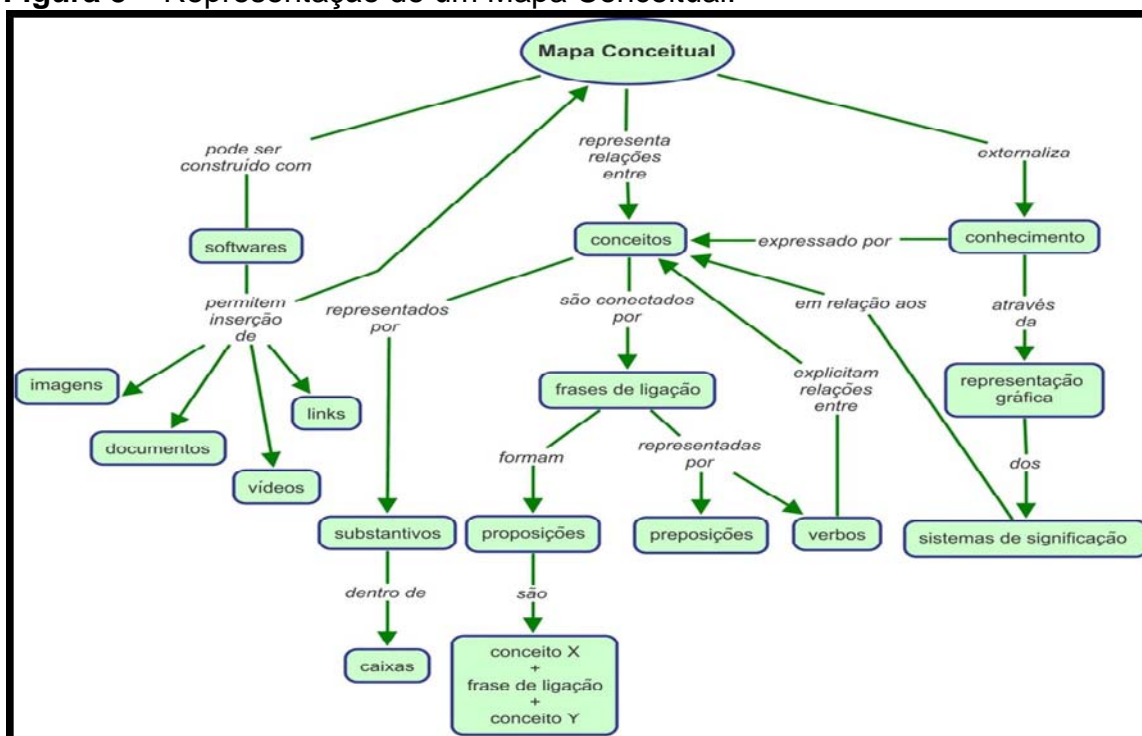 Mapa Conceitual
pode ser
construído com
representa
relações
entre
externaliza
softwares
conceitos
expressado por
conhecimento
permitem
inserção
de
representados
por
são conectados
por
em relação aos
através
da
imagens
links
documentos
vídeos
frases de ligação
explicitam
relações
entre
representação
gráfica
formam
representadas
por
dos
substantivos
proposições
preposições
verbos
sistemas de significação
dentro de
são
caixas
conceito X
+
frase de ligação
+
conceito Y